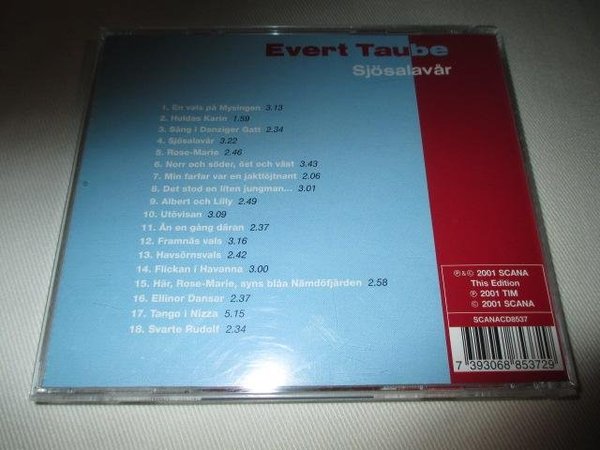 Evert Taube
Sjösalavår
1. En vals på Mysingen 3.13
2. Huldas Karin 1.59
3. Sång i Danziger Gatt 2.34
4. Sjösalavår 3.22
5. Rose-Marie 2.46
6. Norr och söder, öst och väst 3.43
7. Min farfar var en jaktlöjtnant 2.06
8. Det stod en liten jungman... 3.01
9. Albert och Lilly 2.49
10. Utövisan 3.09
11. Än en gång däran 2.37
12. Framnäs vals 3.16
13. Havsörnsvals 2.42
14. Flickan i Havanna 3.00
15. Här, Rose-Marie, syns blåa Nämdöfjärden 2.58
16. Ellinor Dansar 2.37
17. Tango i Nizza 5.15
18. Svarte Rudolf 2.34
℗&© 2001 SCANA
This Edition
℗ 2001 TIM
© 2001 SCANA
SCANACD8537
7 393068 853729